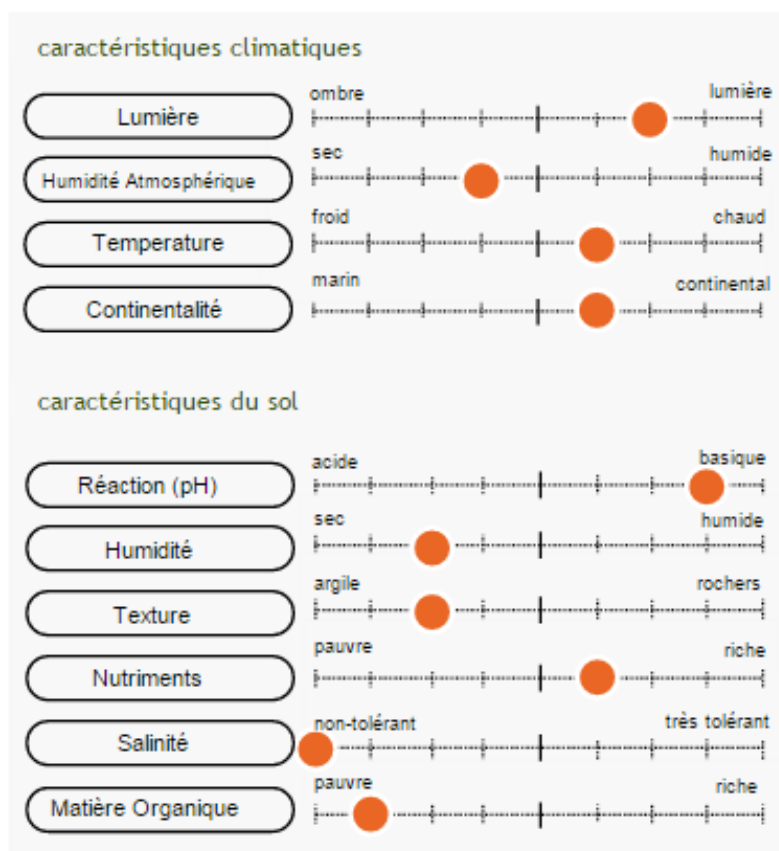 caractéristiques climatiques
ombre lumière
Lumière
sec humide
Humidité Atmosphérique
froid chaud
Temperature
marin continental
Continentalité
caractéristiques du sol
acide basique
Réaction (pH)
sec humide
Humidité
argile rochers
Texture
pauvre riche
Nutriments
non-tolérant très tolérant
Salinité
pauvre riche
Matière Organique